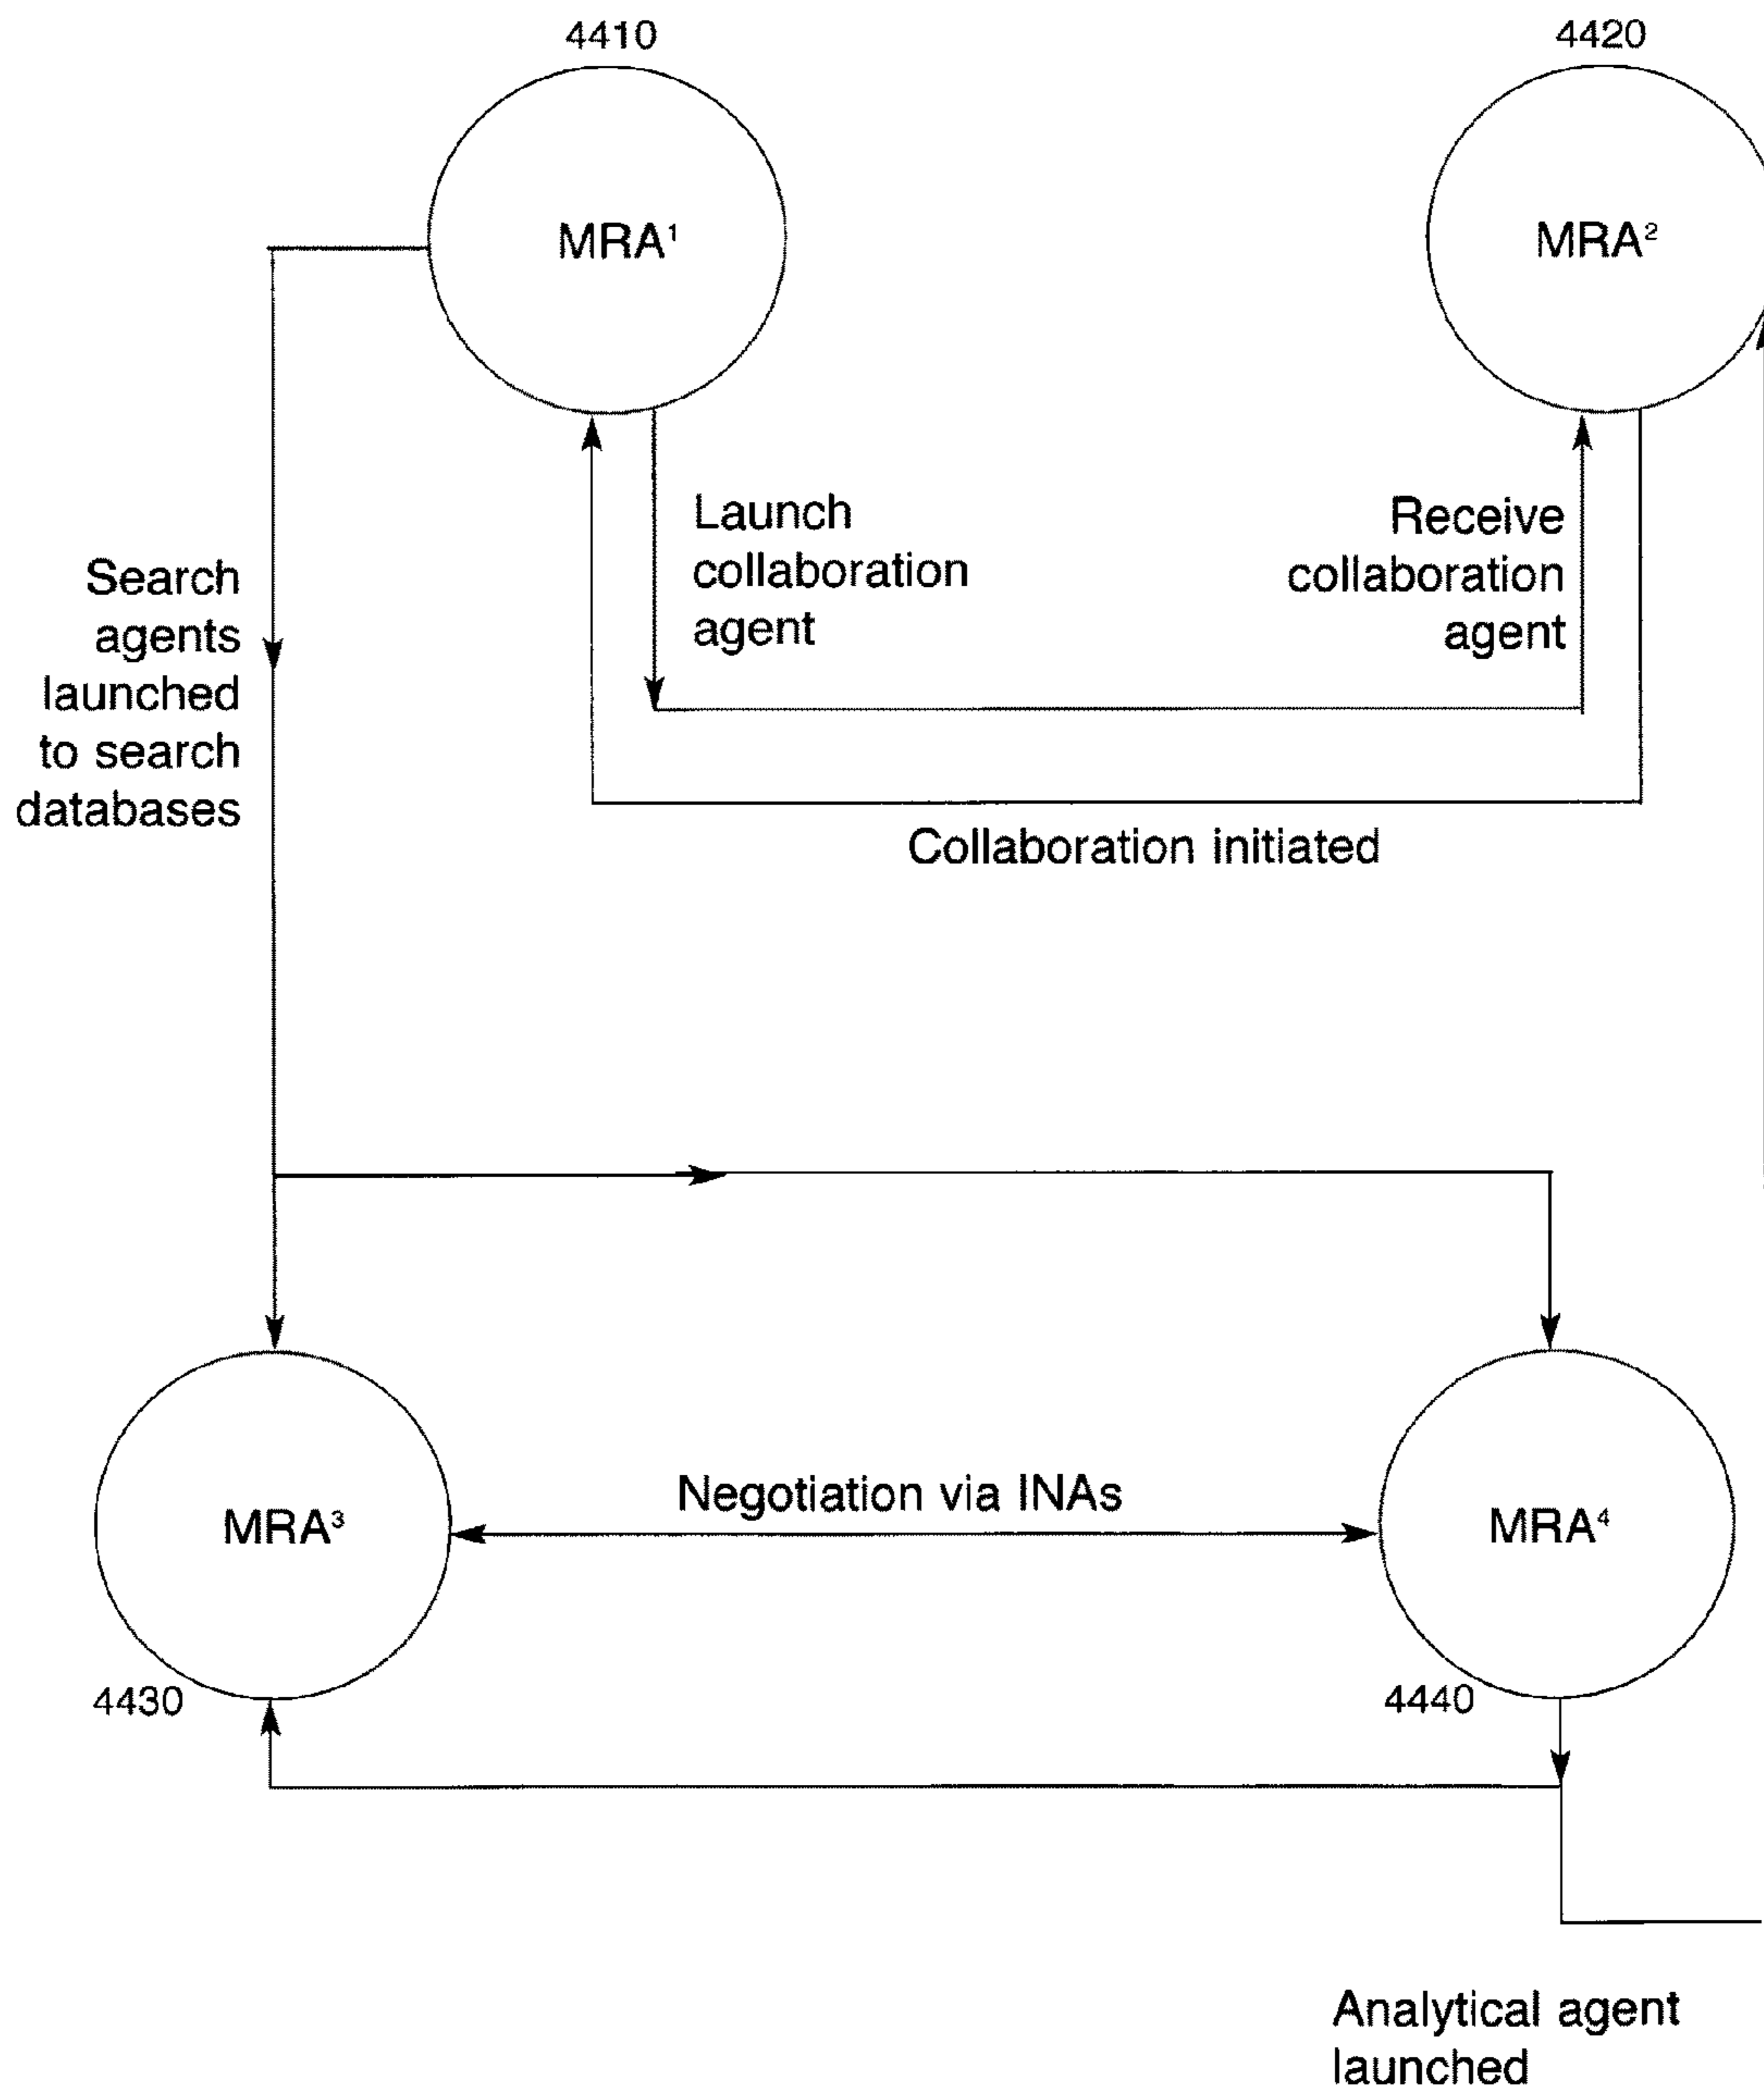 4410
4420
MRA¹
MRA²
Launch
collaboration
agent
Receive
collaboration
agent
Search
agents
launched
to search
databases
Collaboration initiated
Negotiation via INAs
MRA³
MRA⁴
4430
4440
Analytical agent
launched